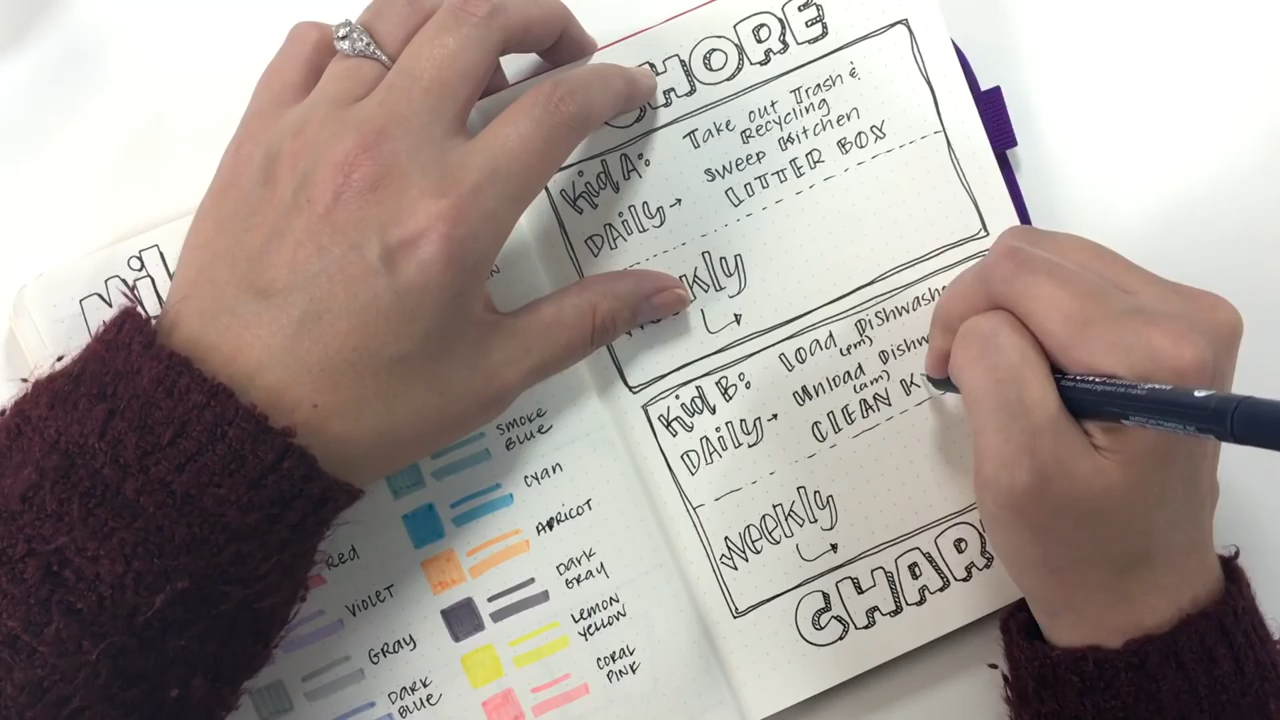 Mil
SMOKE
BLUE
CYAN
APRICOT
Red
DARK
GRAY
VIOLET
LEMON
YELLOW
GRAY
CORAL
PINK
DARK
BLUE
CHORE
Kid A:
Take out Trash &
Recycling
Sweep Kitchen
DAILY→
LITTER BOX
Weekly
Kid B:
Load Dishwashe
(pm)
DAILY→
Unload Dishw
(am)
CLEAN K
Weekly
CHAR